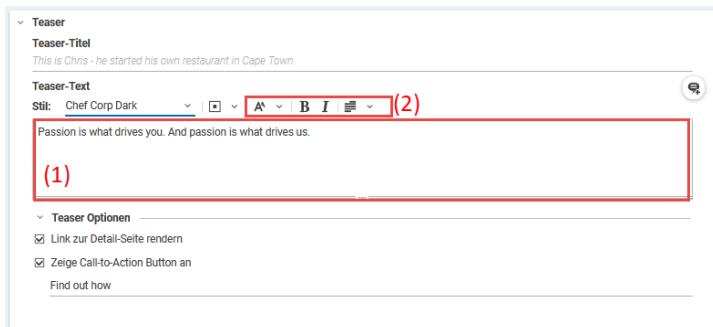 Teaser
Teaser-Titel
This is Chris - he started his own restaurant in Cape Town
Teaser-Text
Stil: Chef Corp Dark A B I (2)
Passion is what drives you. And passion is what drives us.
(1)
Teaser Optionen
Link zur Detail-Seite rendern
Zeige Call-to-Action Button an
Find out how